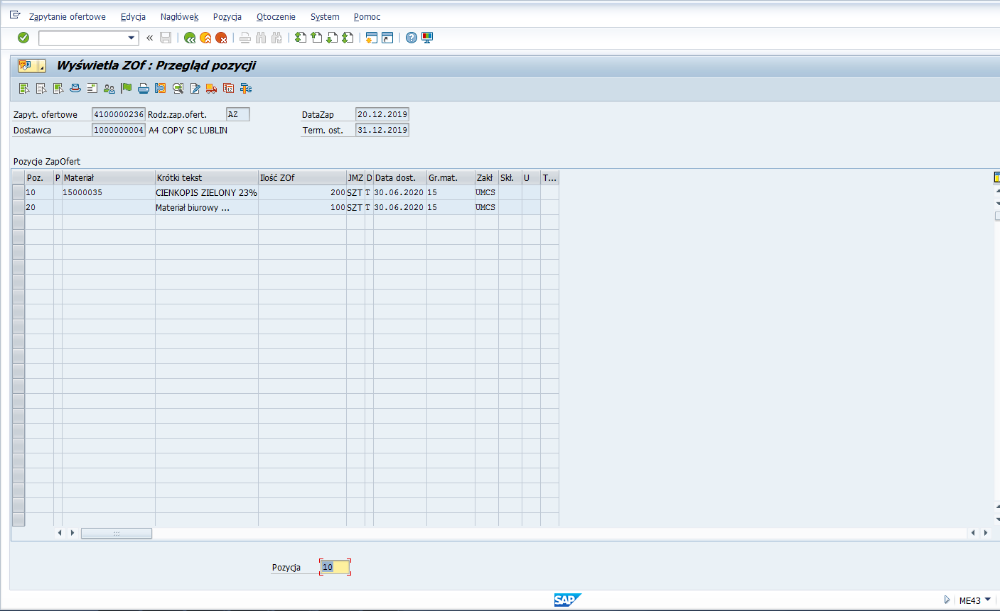 Zapytanie ofertowe Edycja Nagłówek Pozycja Otoczenie System Pomoc
Wyświetla ZOf : Przegląd pozycji
Zapyt. ofertowe 4100000236 Rodz.zap.ofert. AZ DataZap 20.12.2019
Dostawca 1000000004 A4 COPY SC LUBLIN Term. ost. 31.12.2019
Pozycje ZapOfert
Poz. P Materiał Krótki tekst Ilość ZOf JMZ D Data dost. Gr.mat. Zakł Skł. U T...
10 15000035 CIENKOPIS ZIELONY 23% 200 SZT T 30.06.2020 15 UMCS
20 Materiał biurowy ... 100 SZT T 30.06.2020 15 UMCS
Pozycja 10
SAP ME43